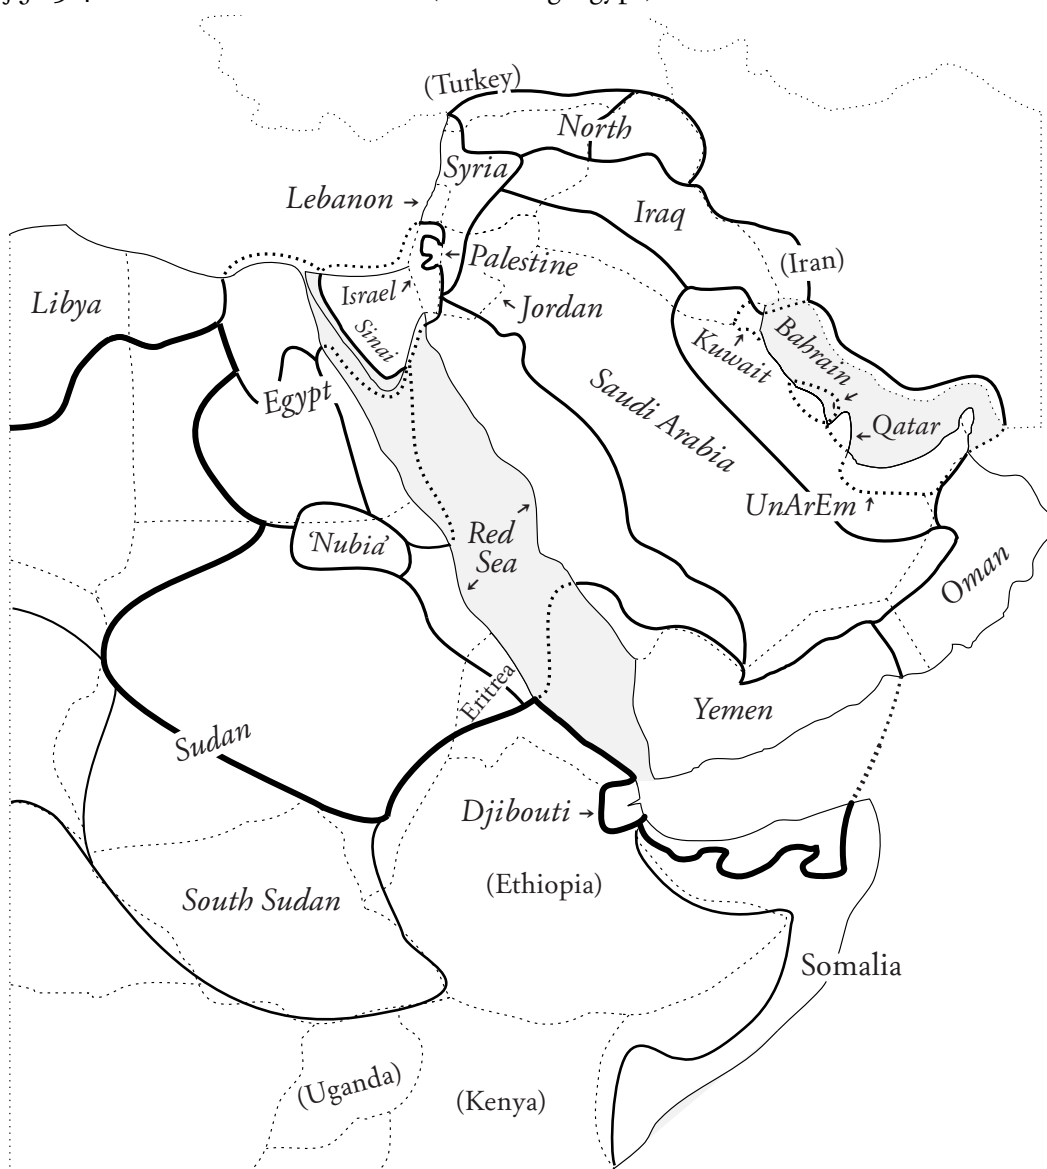 (Turkey)
North
Syria
Lebanon
Iraq
Palestine
(Iran)
Libya
Israel
Jordan
Sinai
Bahrain
Kuwait
Egypt
Saudi Arabia
Qatar
UnArEm
Red
Sea
‘Nubia’
Oman
Eritrea
Yemen
Sudan
Djibouti
(Ethiopia)
South Sudan
Somalia
(Uganda)
(Kenya)